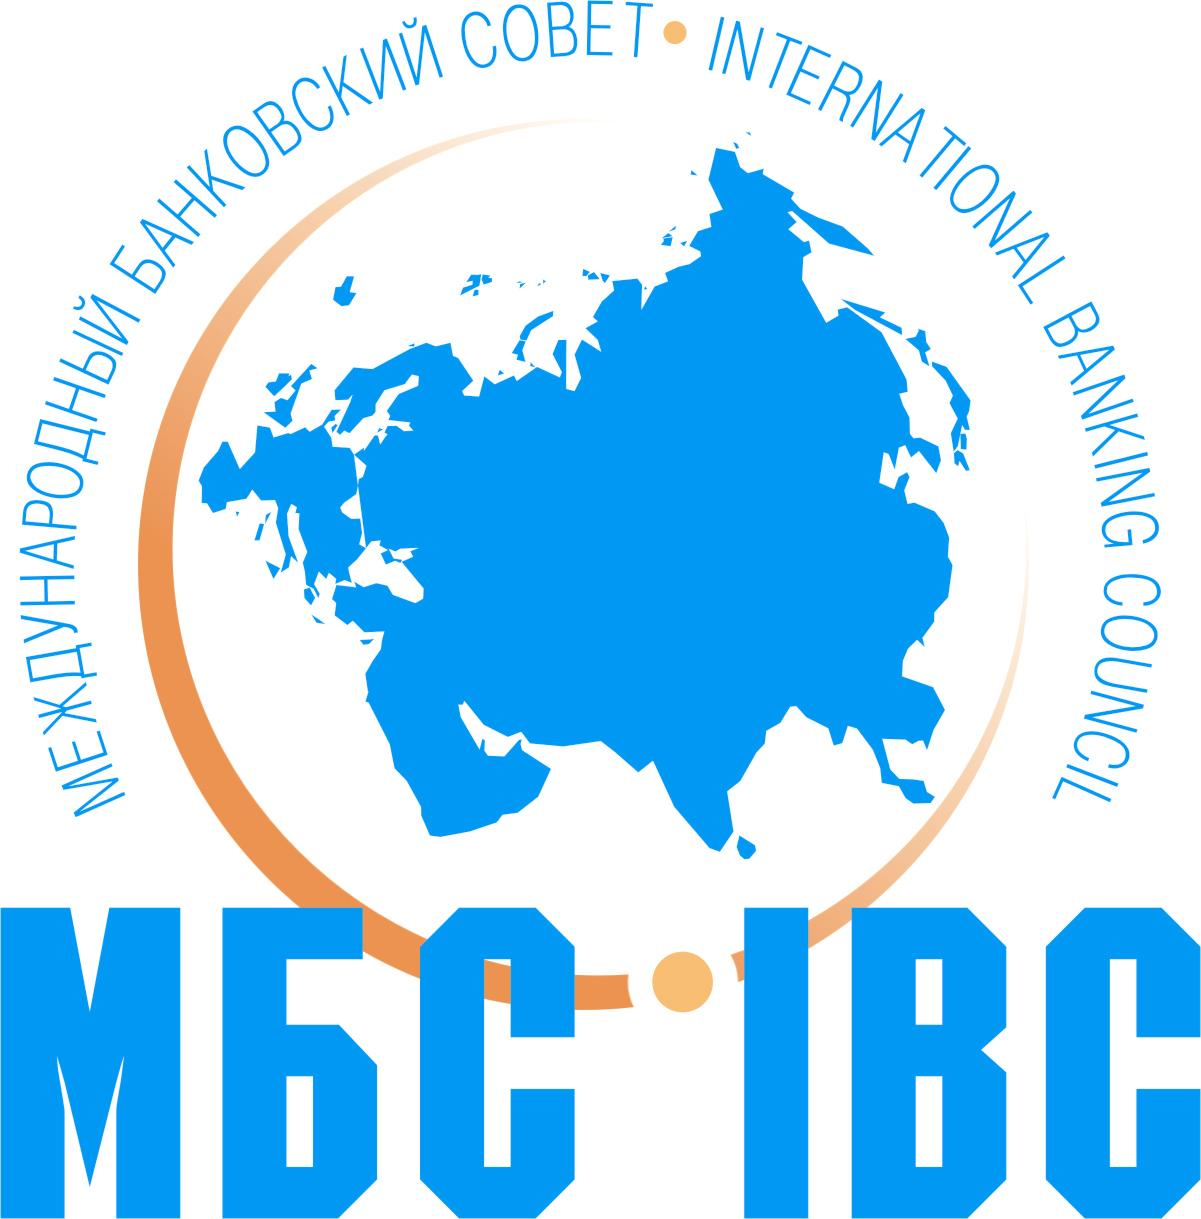 МЕЖДУНАРОДНЫЙ БАНКОВСКИЙ СОВЕТ • INTERNATIONAL BANKING COUNCIL
МБС • IBC